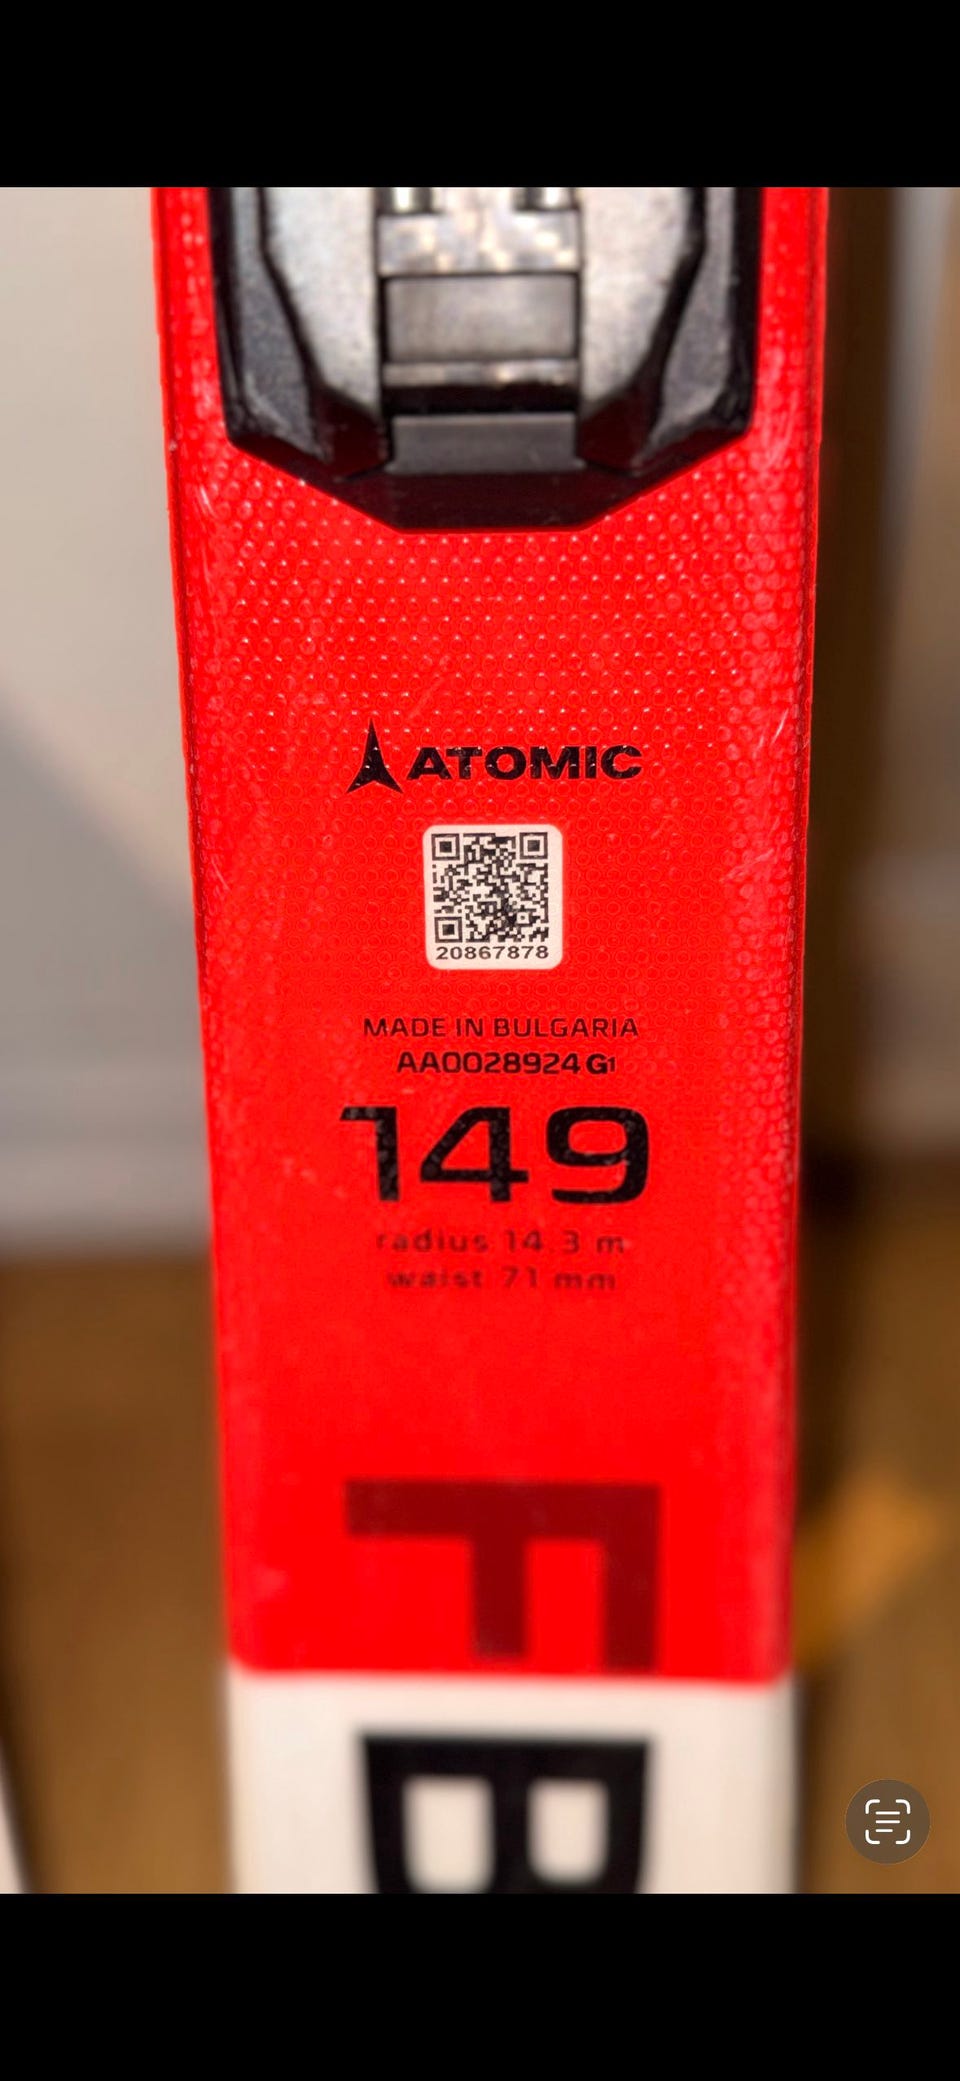 ATOMIC
20867878
MADE IN BULGARIA
AA0028924 G1
149
radius 14.3 m
waist 71 mm
F
B